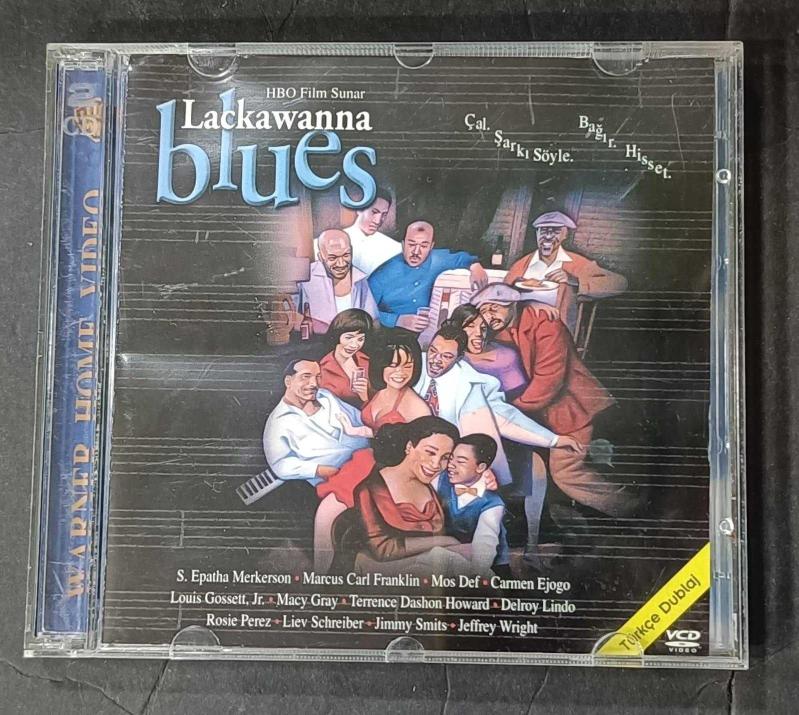 HBO Film Sunar
Lackawanna
blues
Çal.
Şarkı Söyle.
Bağır.
Hisset.
WARNER HOME VIDEO
S. Epatha Merkerson • Marcus Carl Franklin • Mos Def • Carmen Ejogo
Louis Gossett, Jr. • Macy Gray • Terrence Dashon Howard • Delroy Lindo
Rosie Perez • Liev Schreiber • Jimmy Smits • Jeffrey Wright
Türkçe Dublaj
VCD
VIDEO